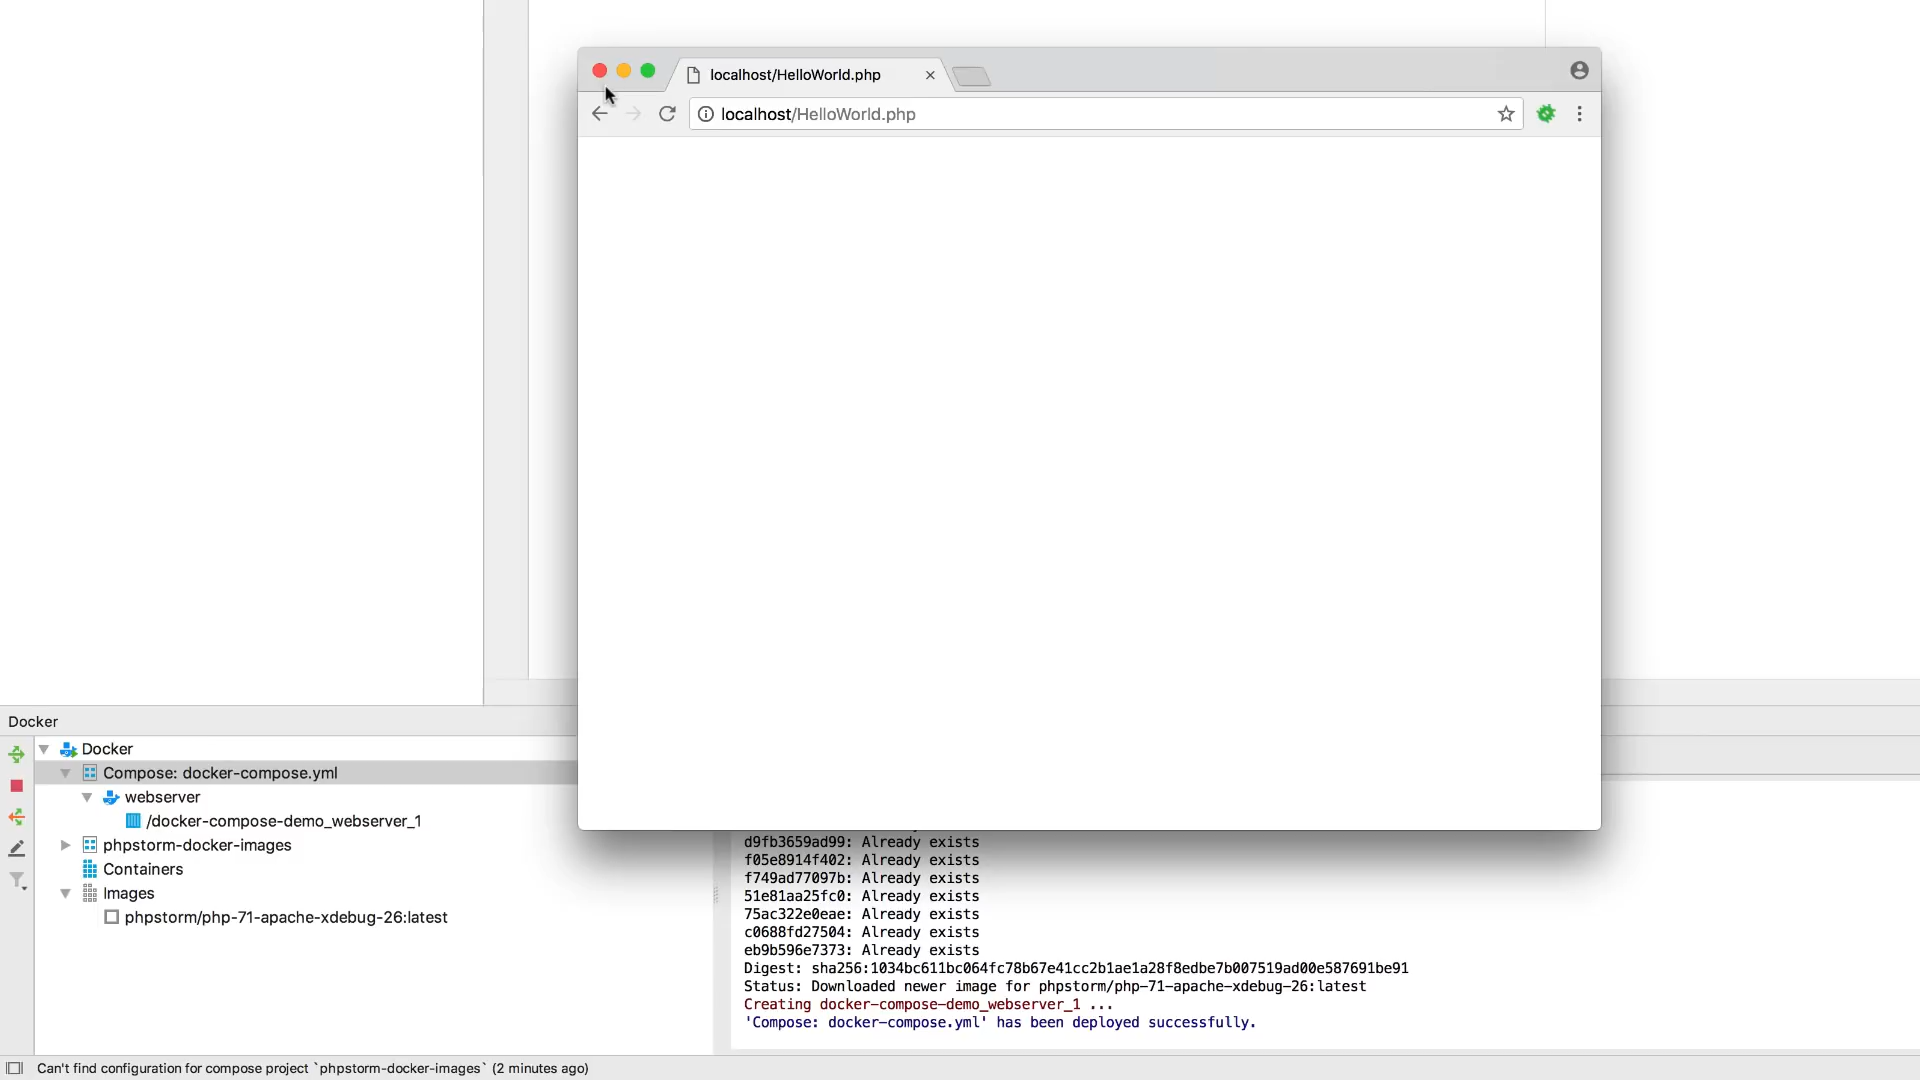 localhost/HelloWorld.php
localhost/HelloWorld.php
Docker
Docker
Compose: docker-compose.yml
webserver
/docker-compose-demo_webserver_1
phpstorm-docker-images
Containers
Images
phpstorm/php-71-apache-xdebug-26:latest
d9fb3659ad99: Already exists
f05e8914f402: Already exists
f749ad77097b: Already exists
51e81aa25fc0: Already exists
75ac322e0eae: Already exists
c0688fd27504: Already exists
eb9b596e7373: Already exists
Digest: sha256:1034bc611bc064fc78b67e41cc2b1ae1a28f8edbe7b007519ad00e587691be91
Status: Downloaded newer image for phpstorm/php-71-apache-xdebug-26:latest
Creating docker-compose-demo_webserver_1 ...
'Compose: docker-compose.yml' has been deployed successfully.
Can't find configuration for compose project `phpstorm-docker-images` (2 minutes ago)